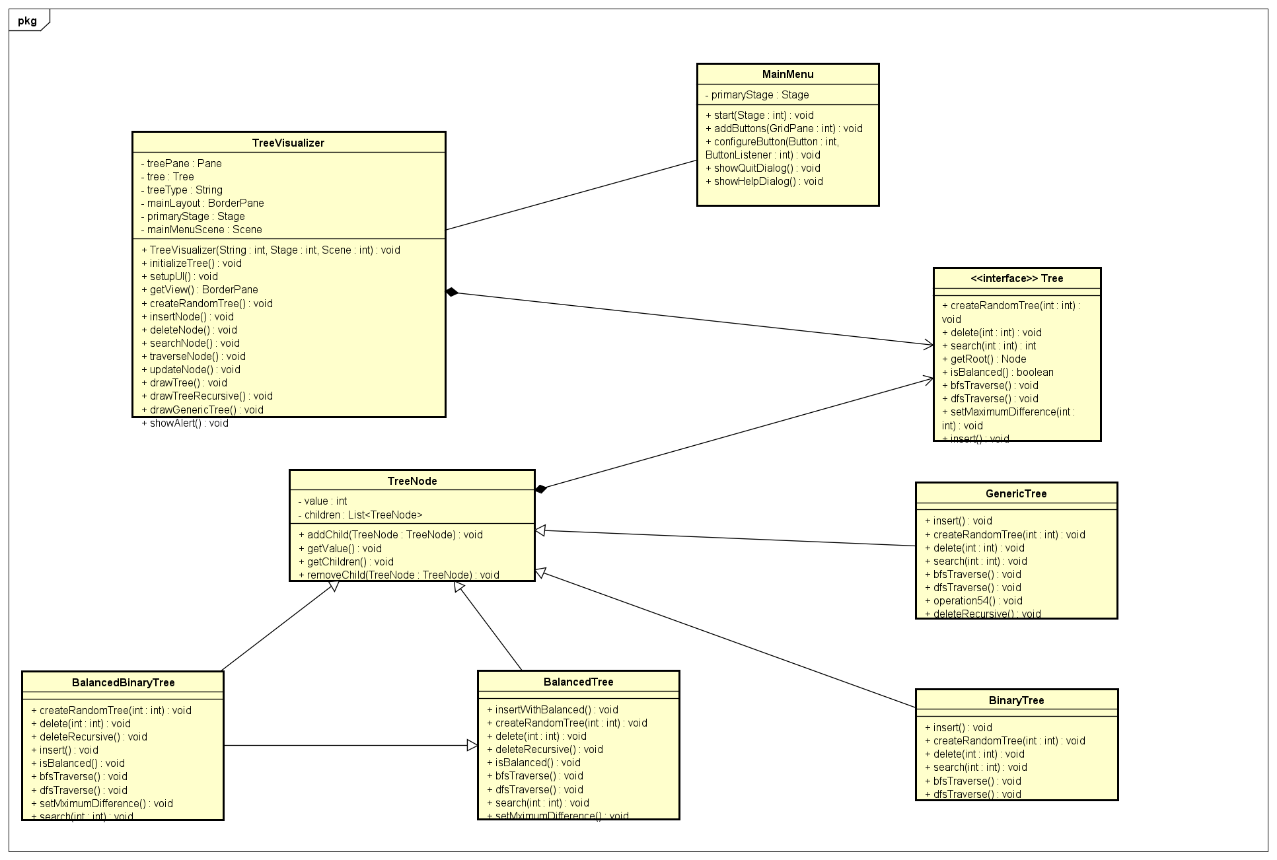 pkg
MainMenu
- primaryStage : Stage
+ start(Stage : int) : void
+ addButtons(GridPane : int) : void
+ configureButton(Button : int,
ButtonListener : int) : void
+ showQuitDialog() : void
+ showHelpDialog() : void
TreeVisualizer
- treePane : Pane
- tree : Tree
- treeType : String
- mainLayout : BorderPane
- primaryStage : Stage
- mainMenuScene : Scene
+ TreeVisualizer(String : int, Stage : int, Scene : int) : void
+ initializeTree() : void
+ setupUI() : void
+ getView() : BorderPane
+ createRandomTree() : void
+ insertNode() : void
+ deleteNode() : void
+ searchNode() : void
+ traverseNode() : void
+ updateNode() : void
+ drawTree() : void
+ drawTreeRecursive() : void
+ drawGenericTree() : void
+ showAlert() : void
<<interface>> Tree
+ createRandomTree(int : int) :
void
+ delete(int : int) : void
+ search(int : int) : int
+ getRoot() : Node
+ isBalanced() : boolean
+ bfsTraverse() : void
+ dfsTraverse() : void
+ setMaximumDifference(int :
int) : void
+ insert() : void
TreeNode
- value : int
- children : List<TreeNode>
+ addChild(TreeNode : TreeNode) : void
+ getValue() : void
+ getChildren() : void
+ removeChild(TreeNode : TreeNode) : void
GenericTree
+ insert() : void
+ createRandomTree(int : int) : void
+ delete(int : int) : void
+ search(int : int) : void
+ bfsTraverse() : void
+ dfsTraverse() : void
+ operation54() : void
+ deleteRecursive() : void
BalancedBinaryTree
+ createRandomTree(int : int) : void
+ delete(int : int) : void
+ deleteRecursive() : void
+ insert() : void
+ isBalanced() : void
+ bfsTraverse() : void
+ dfsTraverse() : void
+ setMximumDifference() : void
+ search(int : int) : void
BalancedTree
+ insertWithBalanced() : void
+ createRandomTree(int : int) : void
+ delete(int : int) : void
+ deleteRecursive() : void
+ isBalanced() : void
+ bfsTraverse() : void
+ dfsTraverse() : void
+ search(int : int) : void
+ setMximumDifference() : void
BinaryTree
+ insert() : void
+ createRandomTree(int : int) : void
+ delete(int : int) : void
+ search(int : int) : void
+ bfsTraverse() : void
+ dfsTraverse() : void